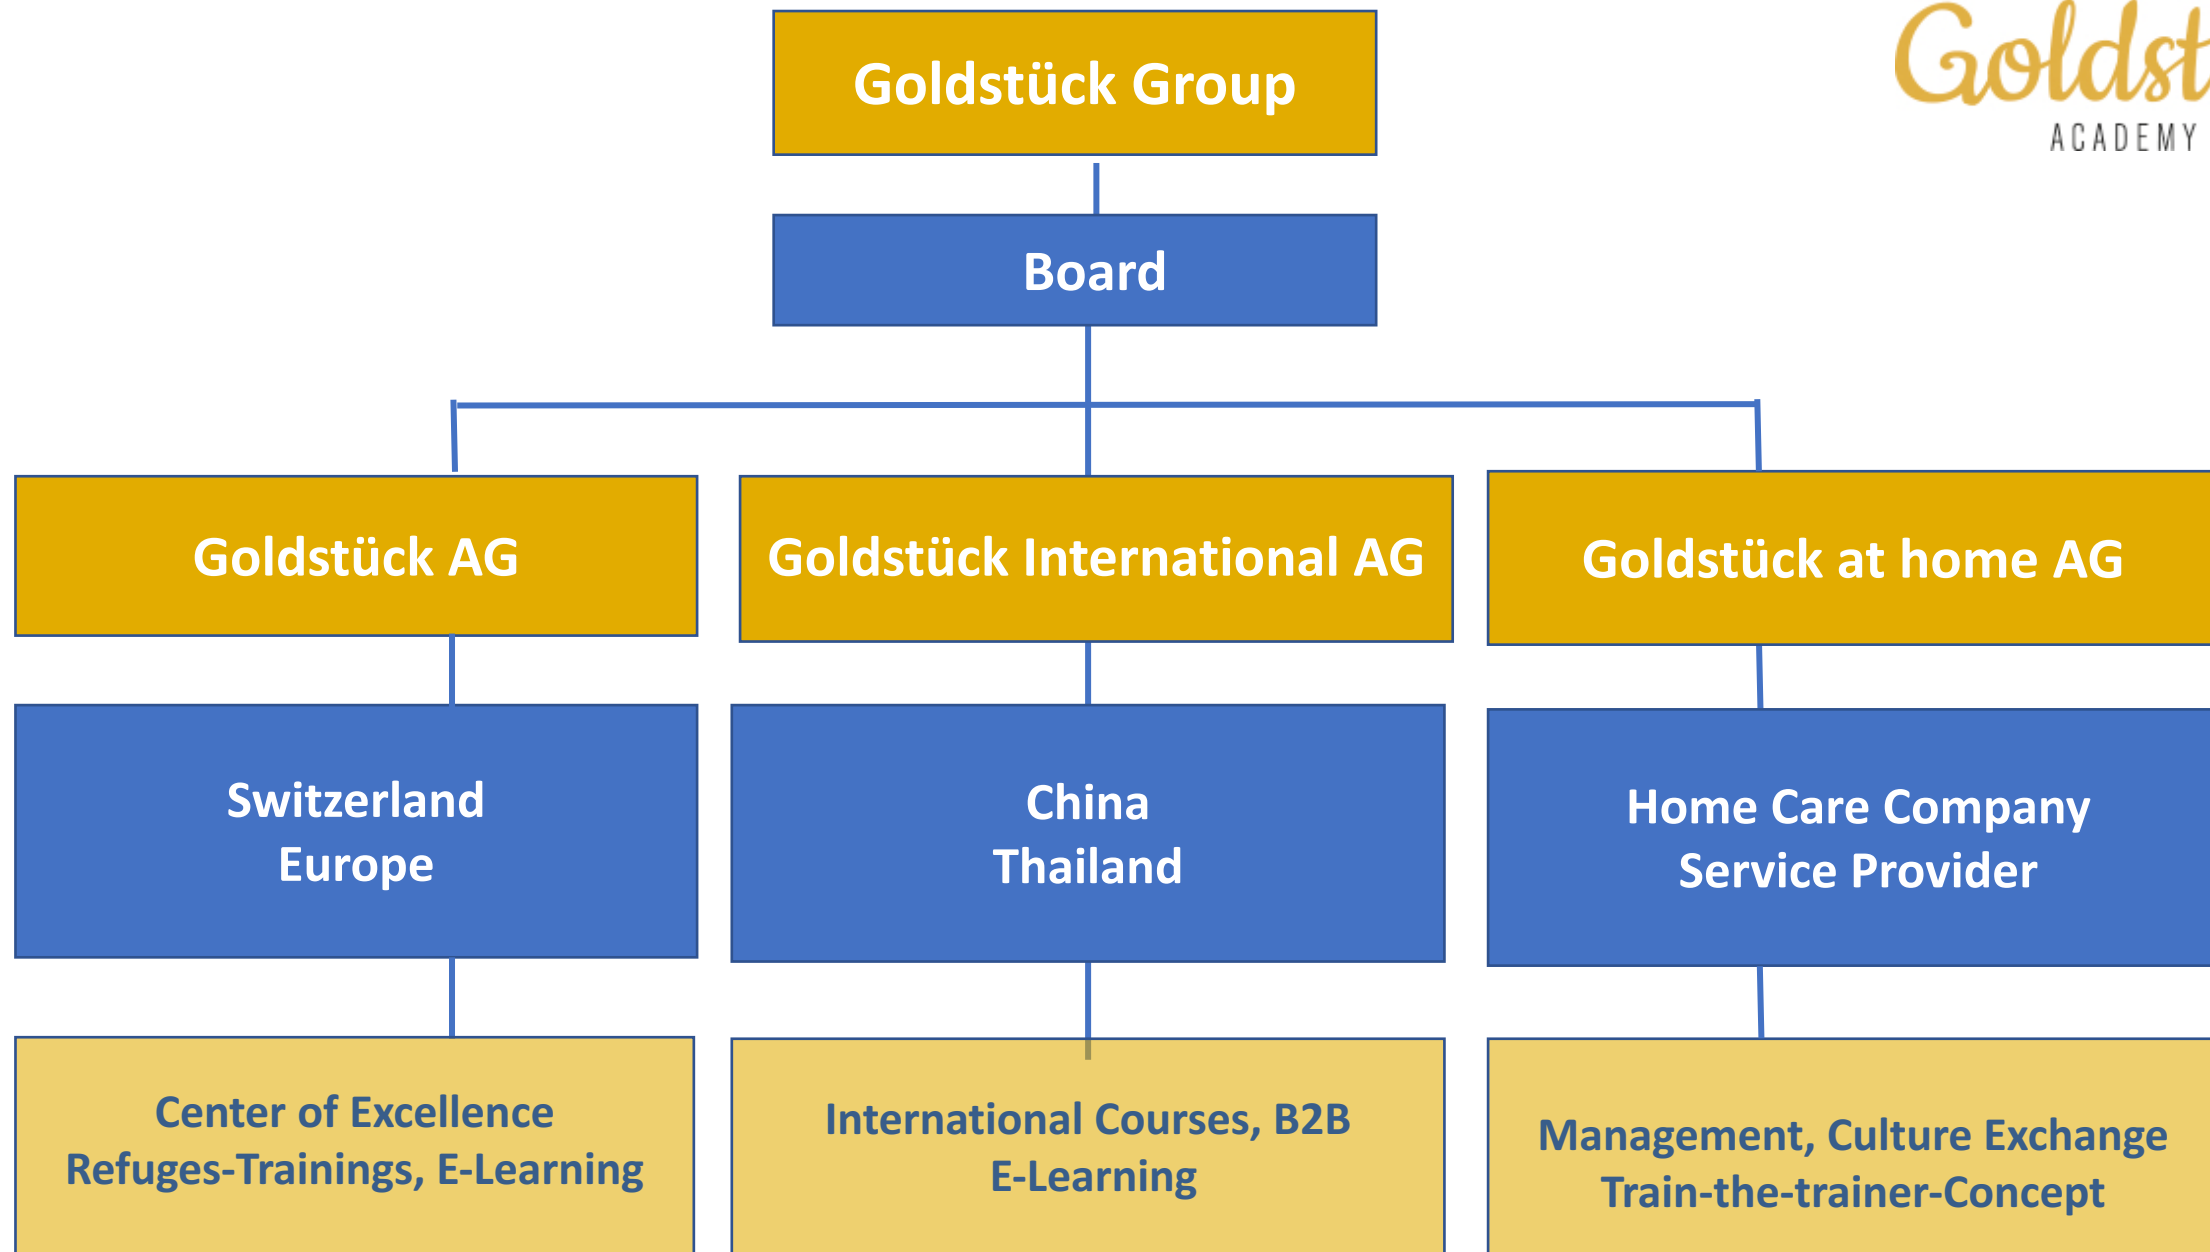 Goldstück Group
ACADEMY
Board
Goldstück AG
Goldstück International AG
Goldstück at home AG
Switzerland
Europe
China
Thailand
Home Care Company
Service Provider
Center of Excellence
Refuges-Trainings, E-Learning
International Courses, B2B
E-Learning
Management, Culture Exchange
Train-the-trainer-Concept